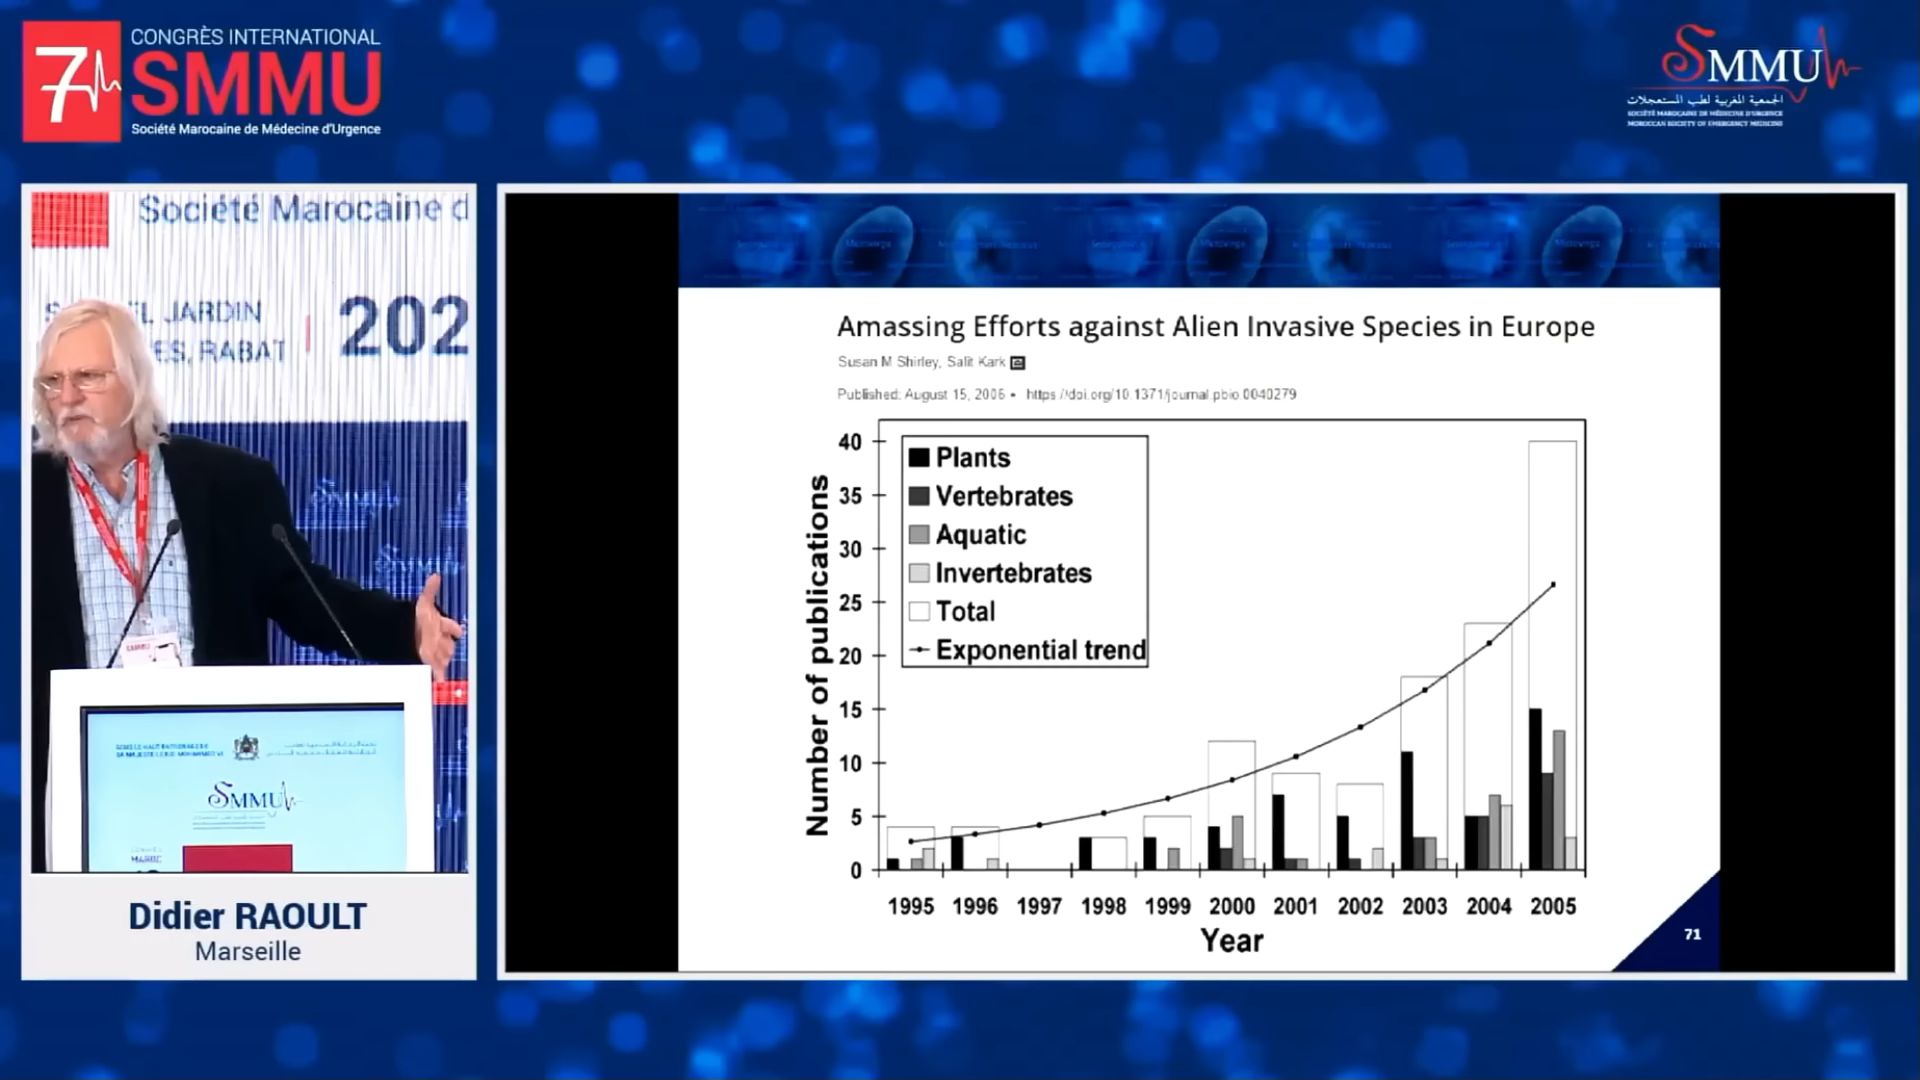 7
CONGRÈS INTERNATIONAL
SMMU
Société Marocaine de Médecine d'Urgence
SMMU
الجمعية المغربية لطب المستعجلات
SOCIÉTÉ MAROCAINE DE MÉDECINE D'URGENCE
MOROCCAN SOCIETY OF EMERGENCY MEDICINE
Société Marocaine d
JARDIN
RABAT
202
SMMU
MAROC
Didier RAOULT
Marseille
Amassing Efforts against Alien Invasive Species in Europe
Susan M Shirley, Salit Kark
Published: August 15, 2006 • https://doi.org/10.1371/journal.pbio.0040279
Number of publications
40
35
30
25
20
15
10
5
0
Plants
Vertebrates
Aquatic
Invertebrates
Total
Exponential trend
1995 1996 1997 1998 1999 2000 2001 2002 2003 2004 2005
Year
71